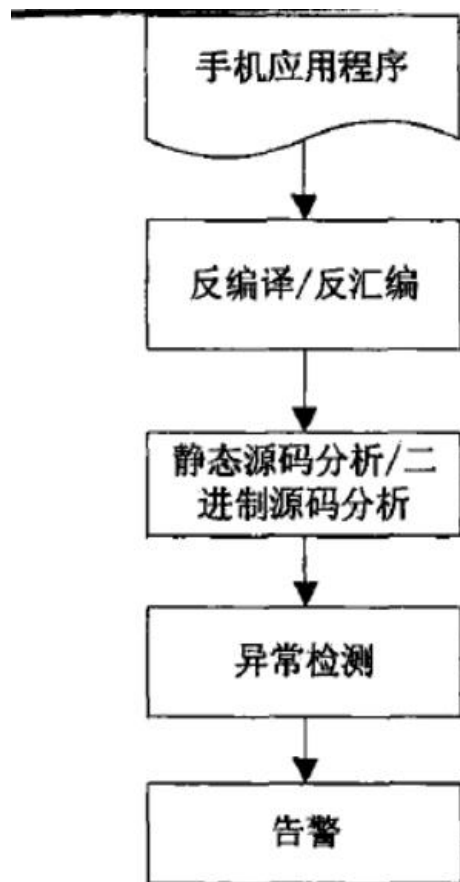 手机应用程序
反编译/反汇编
静态源码分析/二
进制源码分析
异常检测
告警